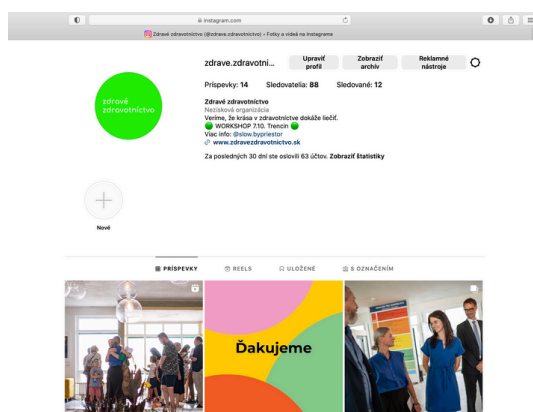 instagram.com
Zdravé zdravotníctvo (@zdrave.zdravotnictvo) – Fotky a videá na Instagrame
zdrave.zdravotni...
Upraviť profil
Zobraziť archív
Reklamné nástroje
Príspevky: 14 Sledovatelia: 88 Sledované: 12
zdravé
zdravotníctvo
Zdravé zdravotníctvo
Nezisková organizácia
Veríme, že krása v zdravotníctve dokáže liečiť.
WORKSHOP 7.10. Trencin
Viac info: @slow.bypriestor
www.zdravezdravotnictvo.sk
Za posledných 30 dní ste oslovili 63 účtov. Zobraziť štatistiky
Nové
PRÍSPEVKY REELS ULOŽENÉ S OZNAČENÍM
Ďakujeme